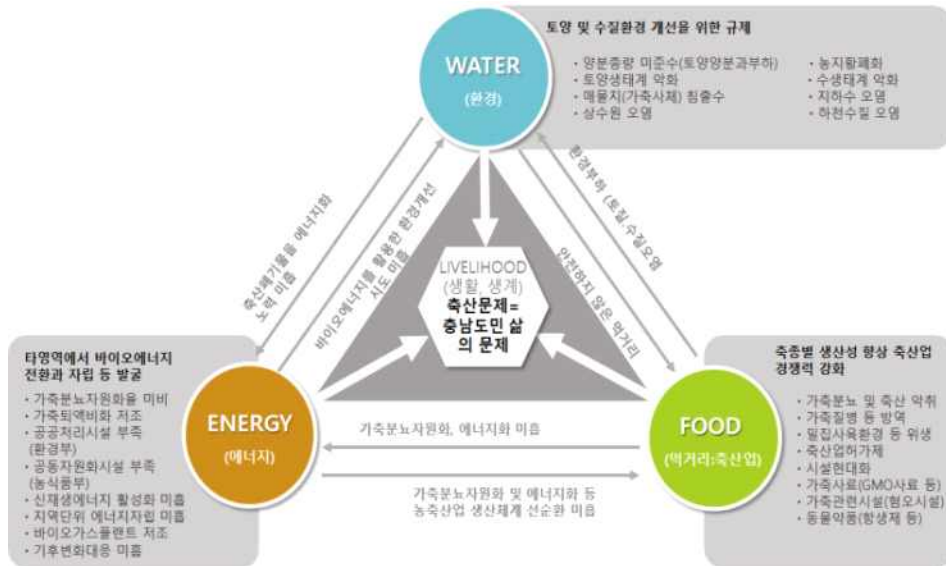 토양 및 수질환경 개선을 위한 규제
• 양분총량 미준수(토양양분과부하)
• 토양생태계 악화
• 매몰지(가축사체) 침출수
• 상수원 오염
• 농지황폐화
• 수생태계 악화
• 지하수 오염
• 하천수질 오염
WATER
(환경)
축산폐기물을 에너지화
노력 미흡
바이오에너지를 활용한 환경개선
시도 미흡
환경부하 (토질.수질오염
안전하지 않은 먹거리
LIVELIHOOD
(생활, 생계)
축산문제=
충남도민 삶
의 문제
타영역에서 바이오에너지
전환과 자립 등 발굴
• 가축분뇨자원화율 미비
• 가축퇴액비화 저조
• 공공처리시설 부족
(환경부)
• 공동자원화시설 부족
(농식품부)
• 신재생에너지 활성화 미흡
• 지역단위 에너지자립 미흡
• 바이오가스플랜트 저조
• 기후변화대응 미흡
ENERGY
(에너지)
가축분뇨자원화, 에너지화 미흡
가축분뇨자원화 및 에너지화 등
농축산업 생산체계 선순환 미흡
FOOD
(먹거리:축산업)
축종별 생산성 향상 축산업
경쟁력 강화
• 가축분뇨 및 축산 악취
• 가축질병 등 방역
• 밀집사육환경 등 위생
• 축산업허가제
• 시설현대화
• 가축사료(GMO사료 등)
• 가축관련시설(혐오시설)
• 동물약품(항생제 등)